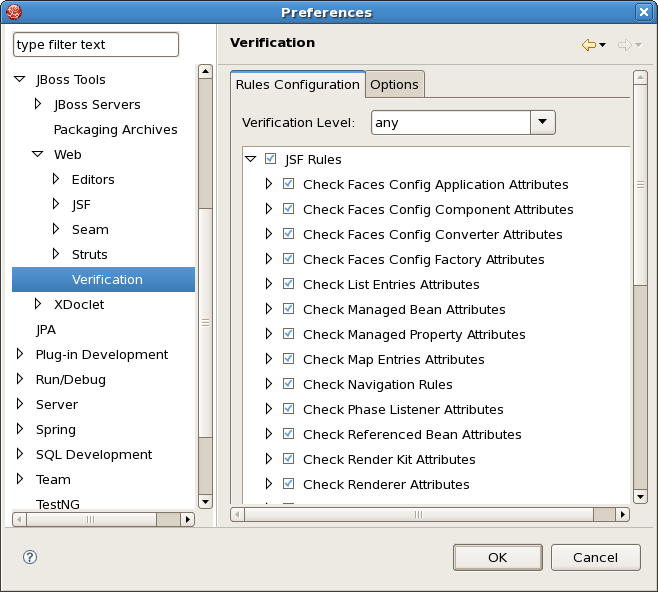 Preferences
type filter text
JBoss Tools
JBoss Servers
Packaging Archives
Web
Editors
JSF
Seam
Struts
Verification
XDoclet
JPA
Plug-in Development
Run/Debug
Server
Spring
SQL Development
Team
TestNG
Verification
Rules Configuration
Options
Verification Level: any
JSF Rules
Check Faces Config Application Attributes
Check Faces Config Component Attributes
Check Faces Config Converter Attributes
Check Faces Config Factory Attributes
Check List Entries Attributes
Check Managed Bean Attributes
Check Managed Property Attributes
Check Map Entries Attributes
Check Navigation Rules
Check Phase Listener Attributes
Check Referenced Bean Attributes
Check Render Kit Attributes
Check Renderer Attributes
?
OK
Cancel